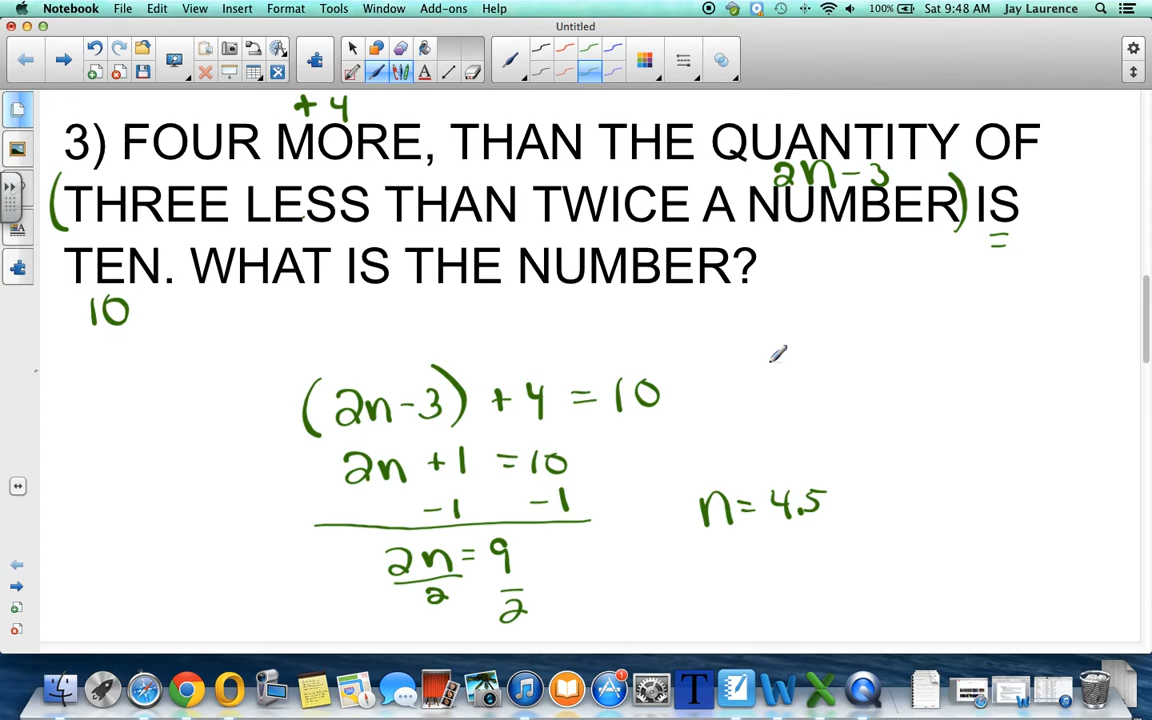 Notebook File Edit View Insert Format Tools Window Add-ons Help 100% Sat 9:48 AM Jay Laurence
Untitled
+ 4
3) FOUR MORE, THAN THE QUANTITY OF
2n - 3
(THREE LESS THAN TWICE A NUMBER) IS
=
TEN. WHAT IS THE NUMBER?
10
(2n - 3) + 4 = 10
2n + 1 = 10
- 1 - 1
n = 4.5
2n = 9
2 2